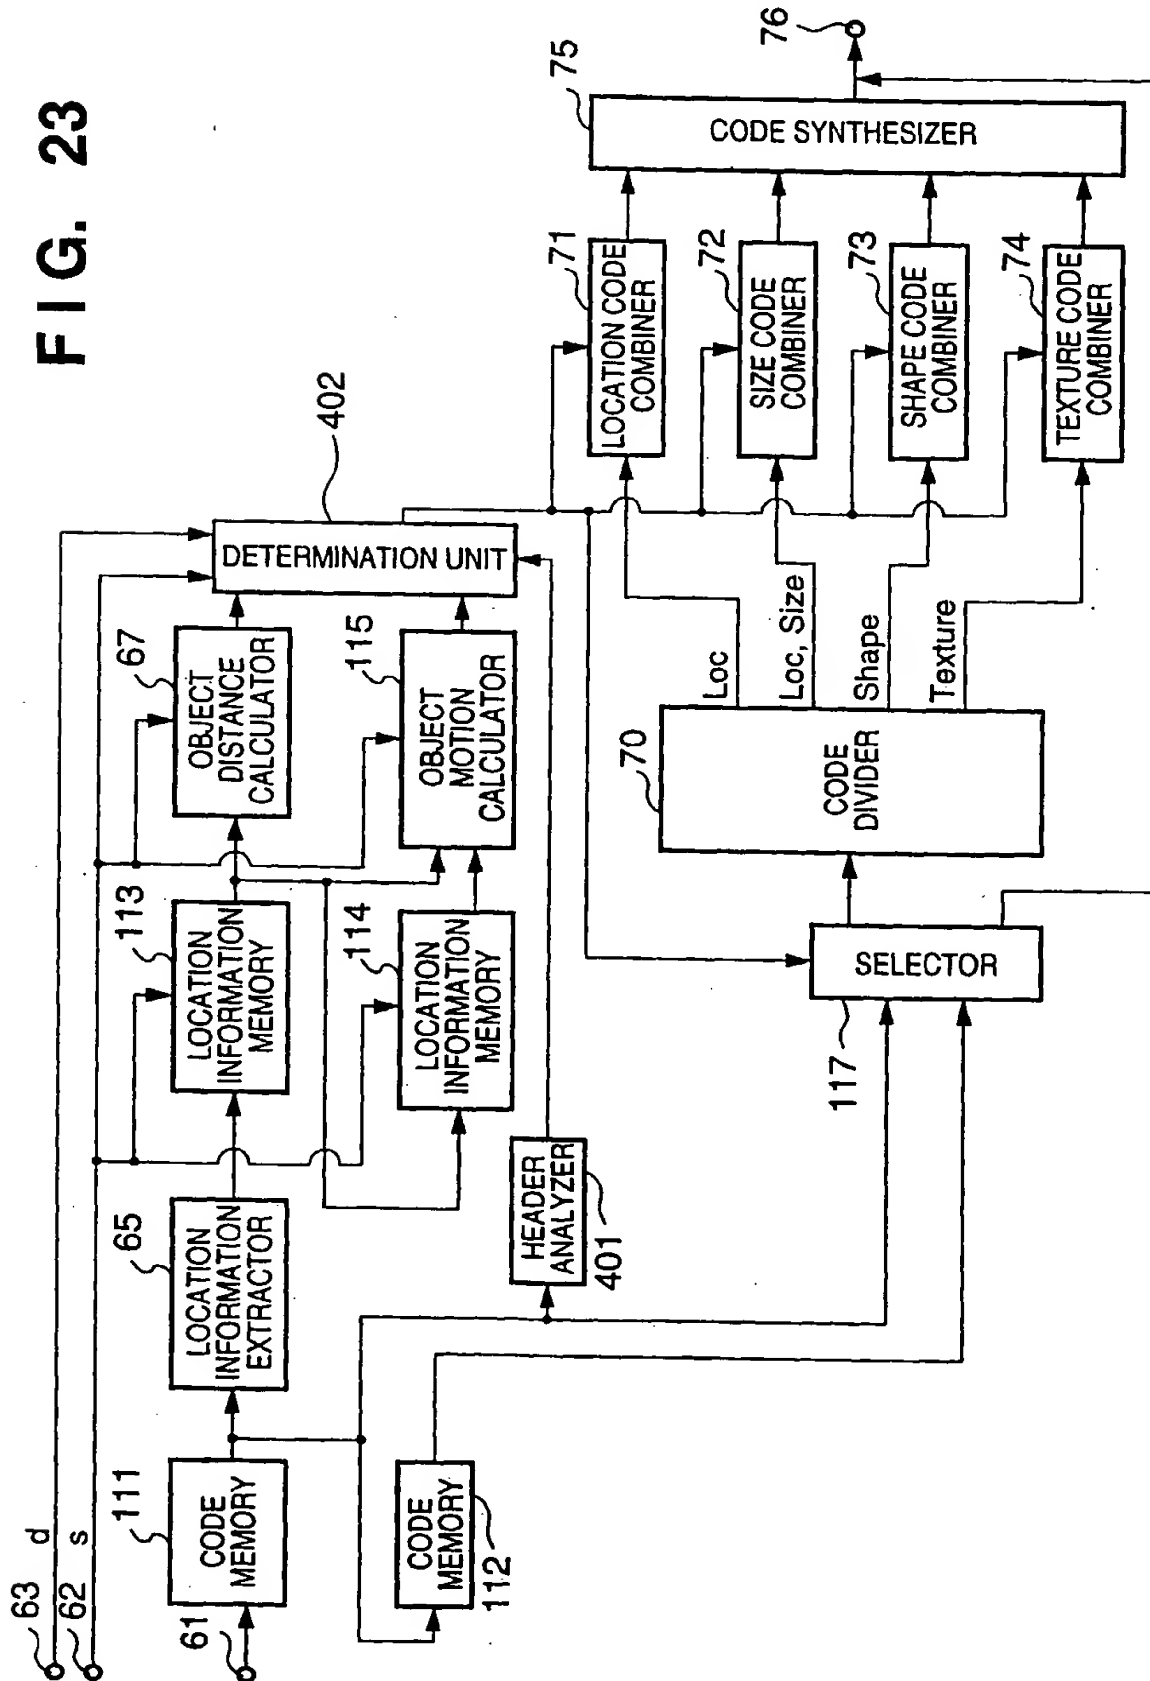 FIG. 23
63
d
62
s
61
111
CODE
MEMORY
65
LOCATION
INFORMATION
EXTRACTOR
113
LOCATION
INFORMATION
MEMORY
67
OBJECT
DISTANCE
CALCULATOR
402
DETERMINATION UNIT
CODE
MEMORY
112
114
LOCATION
INFORMATION
MEMORY
115
OBJECT
MOTION
CALCULATOR
HEADER
ANALYZER
401
SELECTOR
117
70
CODE
DIVIDER
Loc
Loc, Size
Shape
Texture
71
LOCATION CODE
COMBINER
72
SIZE CODE
COMBINER
73
SHAPE CODE
COMBINER
74
TEXTURE CODE
COMBINER
75
CODE SYNTHESIZER
76